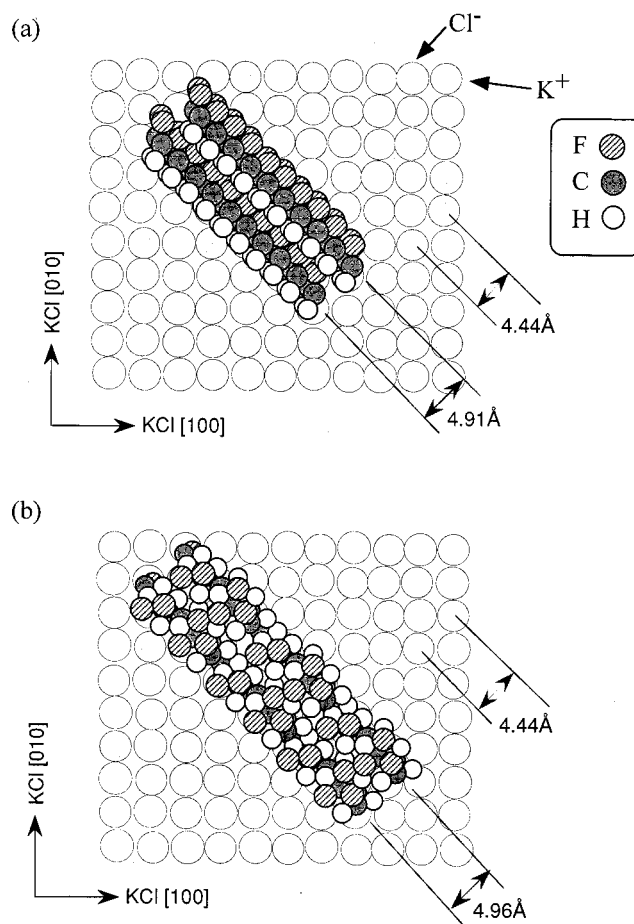 (a)
Cl⁻
K⁺
F
C
H
4.44Å
4.91Å
KCl [010]
KCl [100]
(b)
4.44Å
4.96Å
KCl [010]
KCl [100]